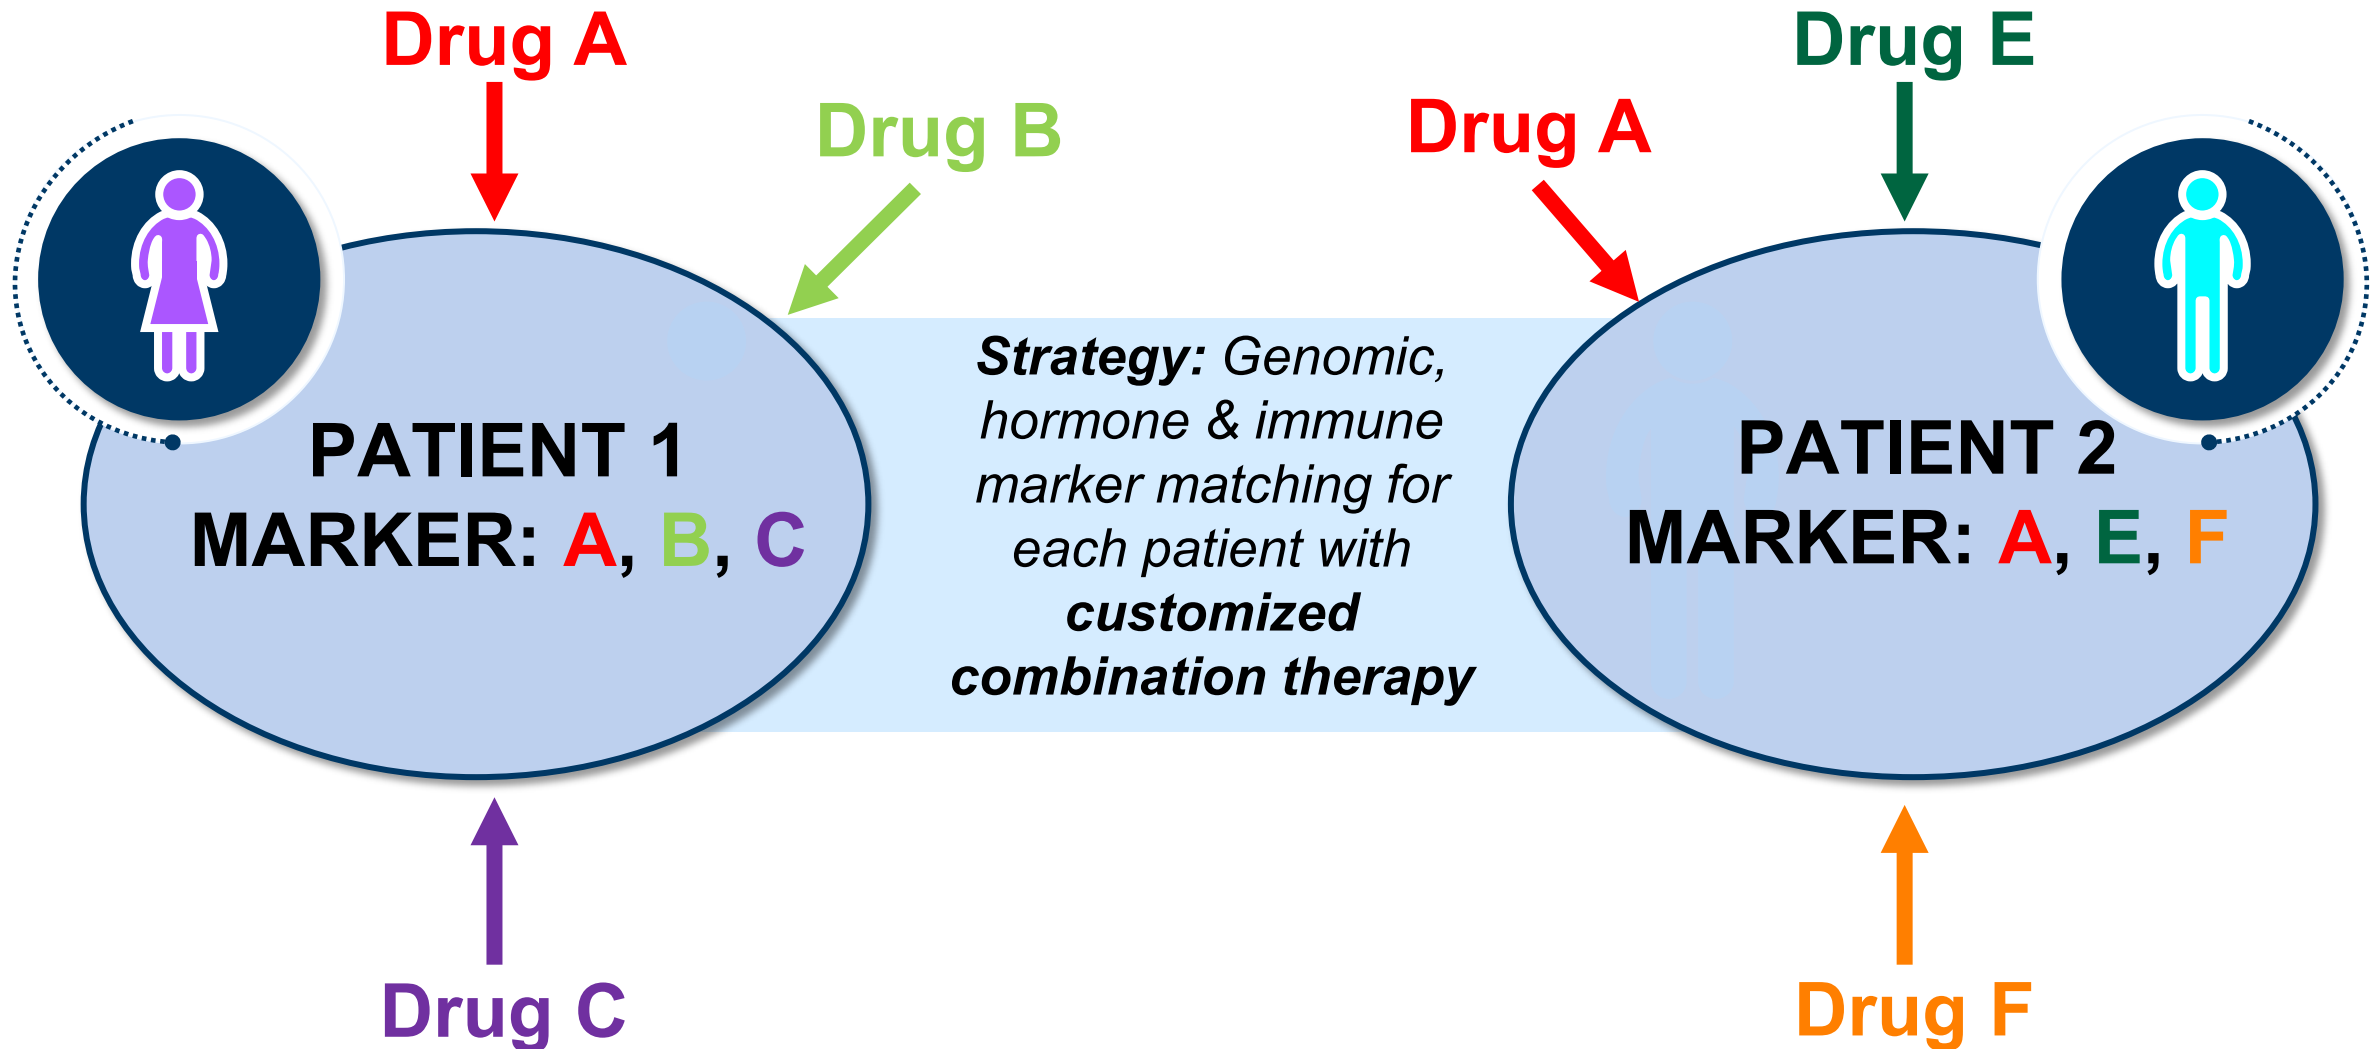 Drug A
Drug B
PATIENT 1
MARKER: A, B, C
Drug C
Strategy: Genomic,
hormone & immune
marker matching for
each patient with
customized
combination therapy
Drug E
Drug A
PATIENT 2
MARKER: A, E, F
Drug F